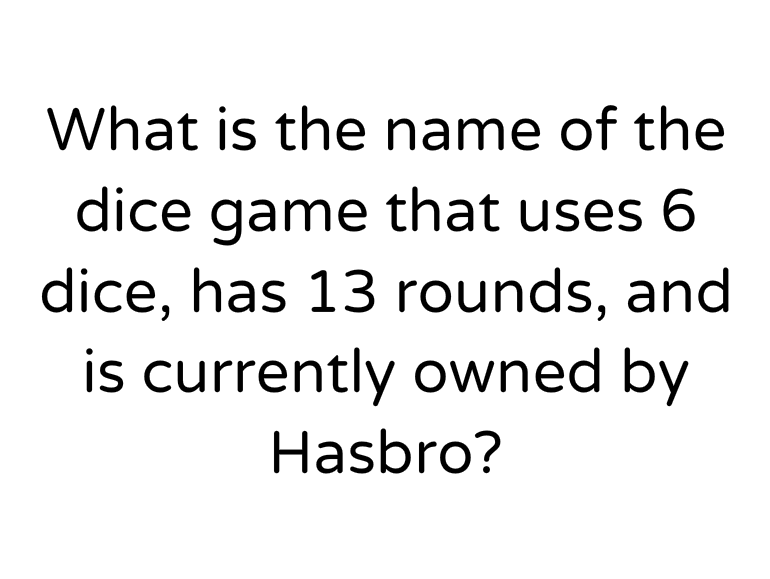 What is the name of the
dice game that uses 6
dice, has 13 rounds, and
is currently owned by
Hasbro?